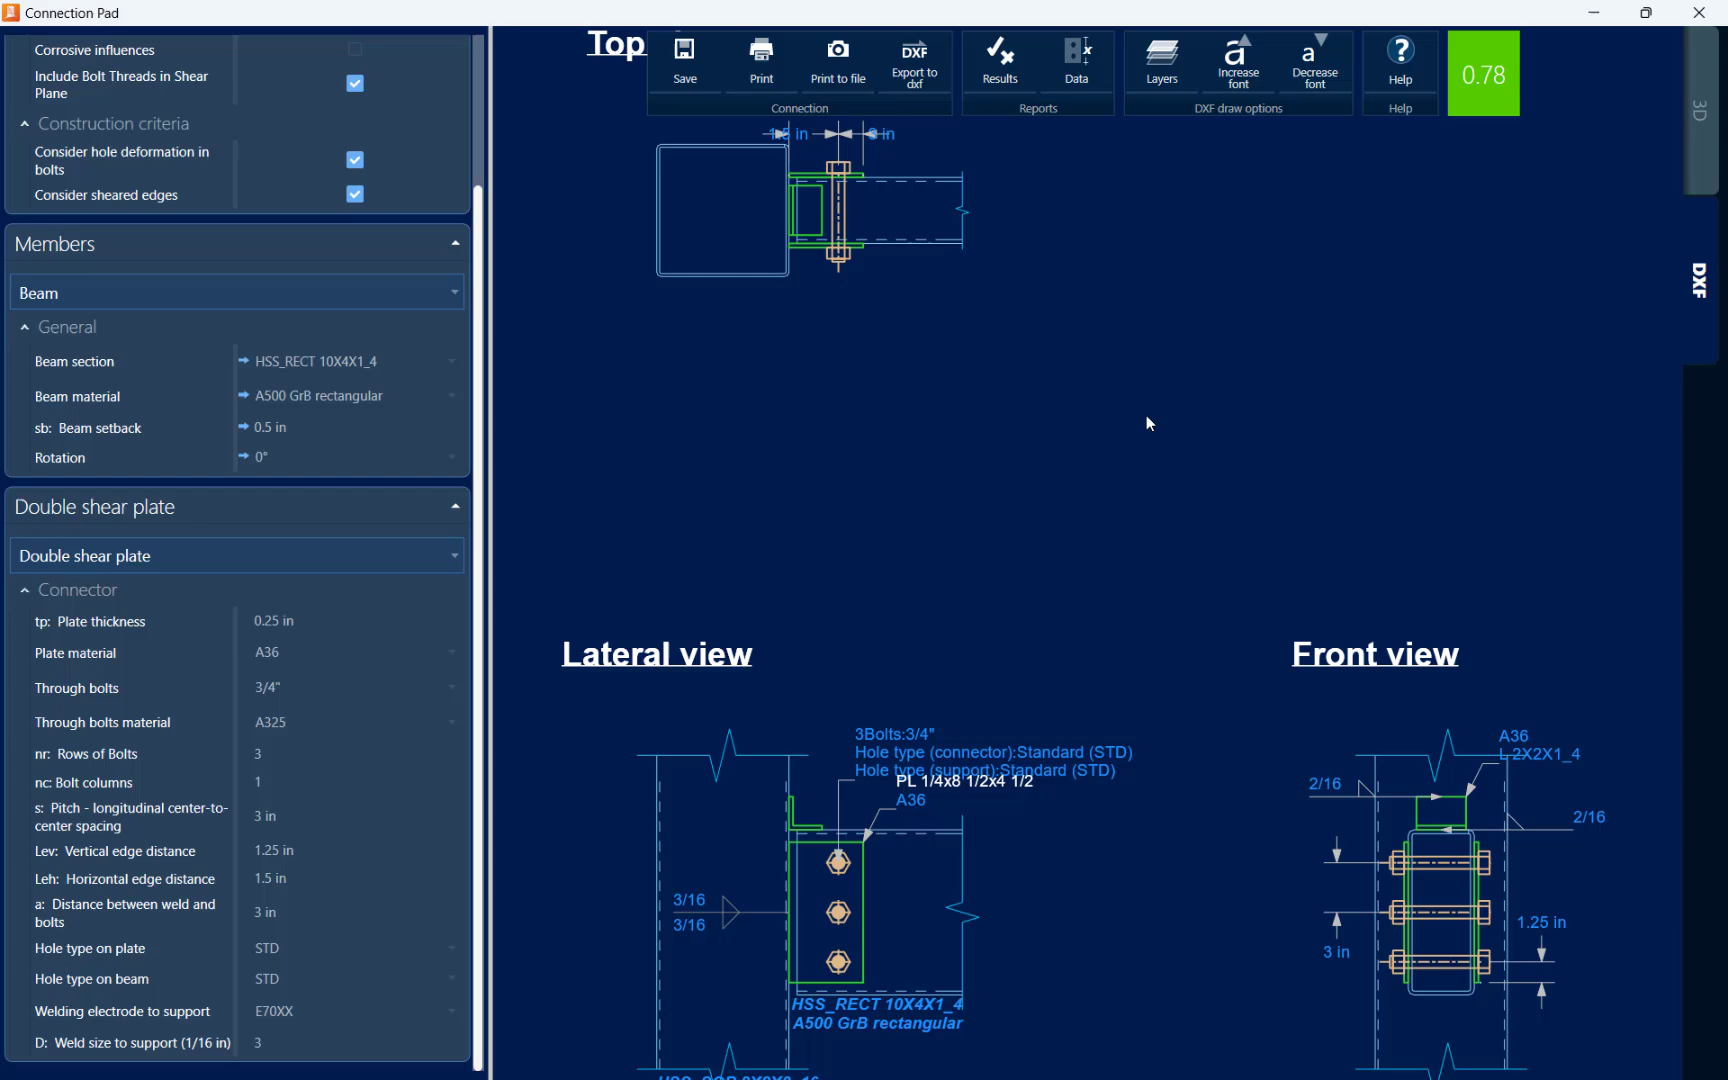 Connection Pad
Corrosive influences
Include Bolt Threads in Shear
Plane
Construction criteria
Consider hole deformation in
bolts
Consider sheared edges
Members
Beam
General
Beam section HSS_RECT 10X4X1_4
Beam material A500 GrB rectangular
sb: Beam setback 0.5 in
Rotation 0°
Double shear plate
Double shear plate
Connector
tp: Plate thickness 0.25 in
Plate material A36
Through bolts 3/4"
Through bolts material A325
nr: Rows of Bolts 3
nc: Bolt columns 1
s: Pitch - longitudinal center-to-
center spacing 3 in
Lev: Vertical edge distance 1.25 in
Leh: Horizontal edge distance 1.5 in
a: Distance between weld and
bolts 3 in
Hole type on plate STD
Hole type on beam STD
Welding electrode to support E70XX
D: Weld size to support (1/16 in) 3
Top
Save
Print
Print to file
DXF
Export to
dxf
Connection
Results
Data
Reports
Layers
Increase
font
Decrease
font
DXF draw options
Help
Help
0.78
3D
DXF
Lateral view
3Bolts:3/4"
Hole type (connector):Standard (STD)
Hole type (support):Standard (STD)
PL 1/4x8 1/2x4 1/2
A36
3/16
3/16
HSS_RECT 10X4X1_4
A500 GrB rectangular
Front view
A36
L 2X2X1_4
2/16
2/16
1.25 in
3 in